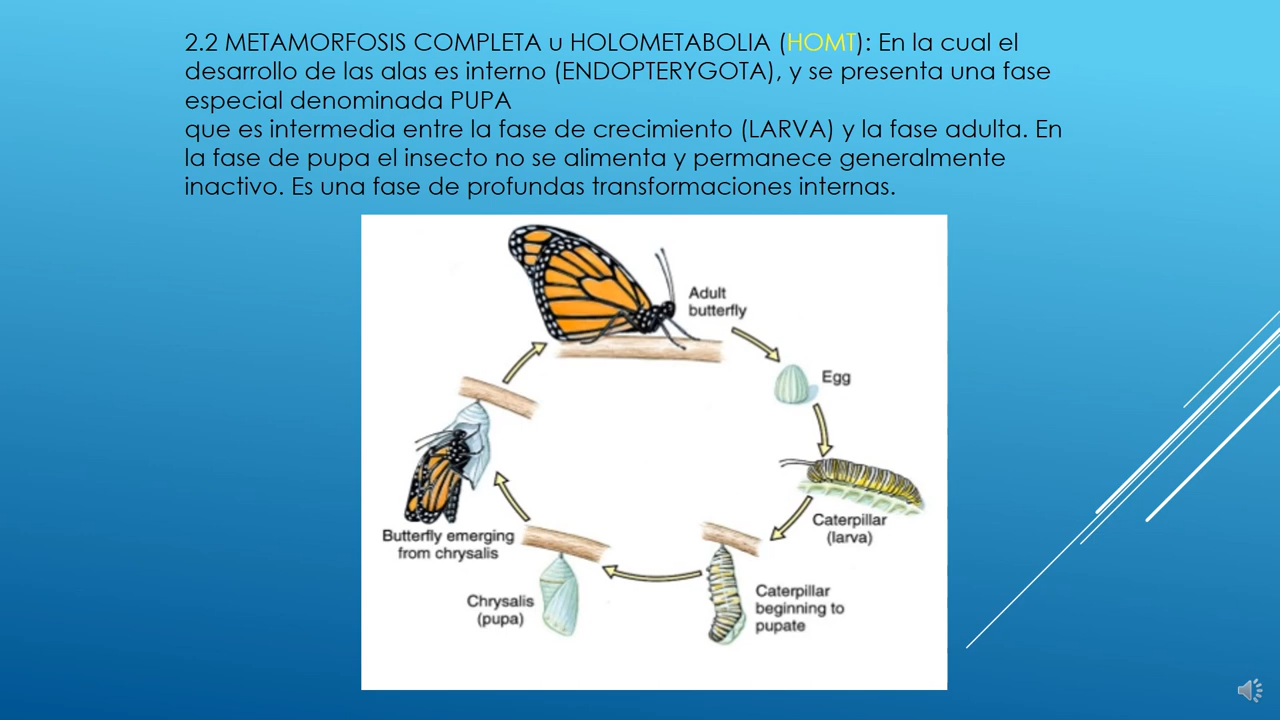 2.2 METAMORFOSIS COMPLETA u HOLOMETABOLIA (HOMT): En la cual el
desarrollo de las alas es interno (ENDOPTERYGOTA), y se presenta una fase
especial denominada PUPA
que es intermedia entre la fase de crecimiento (LARVA) y la fase adulta. En
la fase de pupa el insecto no se alimenta y permanece generalmente
inactivo. Es una fase de profundas transformaciones internas.
Adult
butterfly
Egg
Caterpillar
(larva)
Caterpillar
beginning to
pupate
Chrysalis
(pupa)
Butterfly emerging
from chrysalis